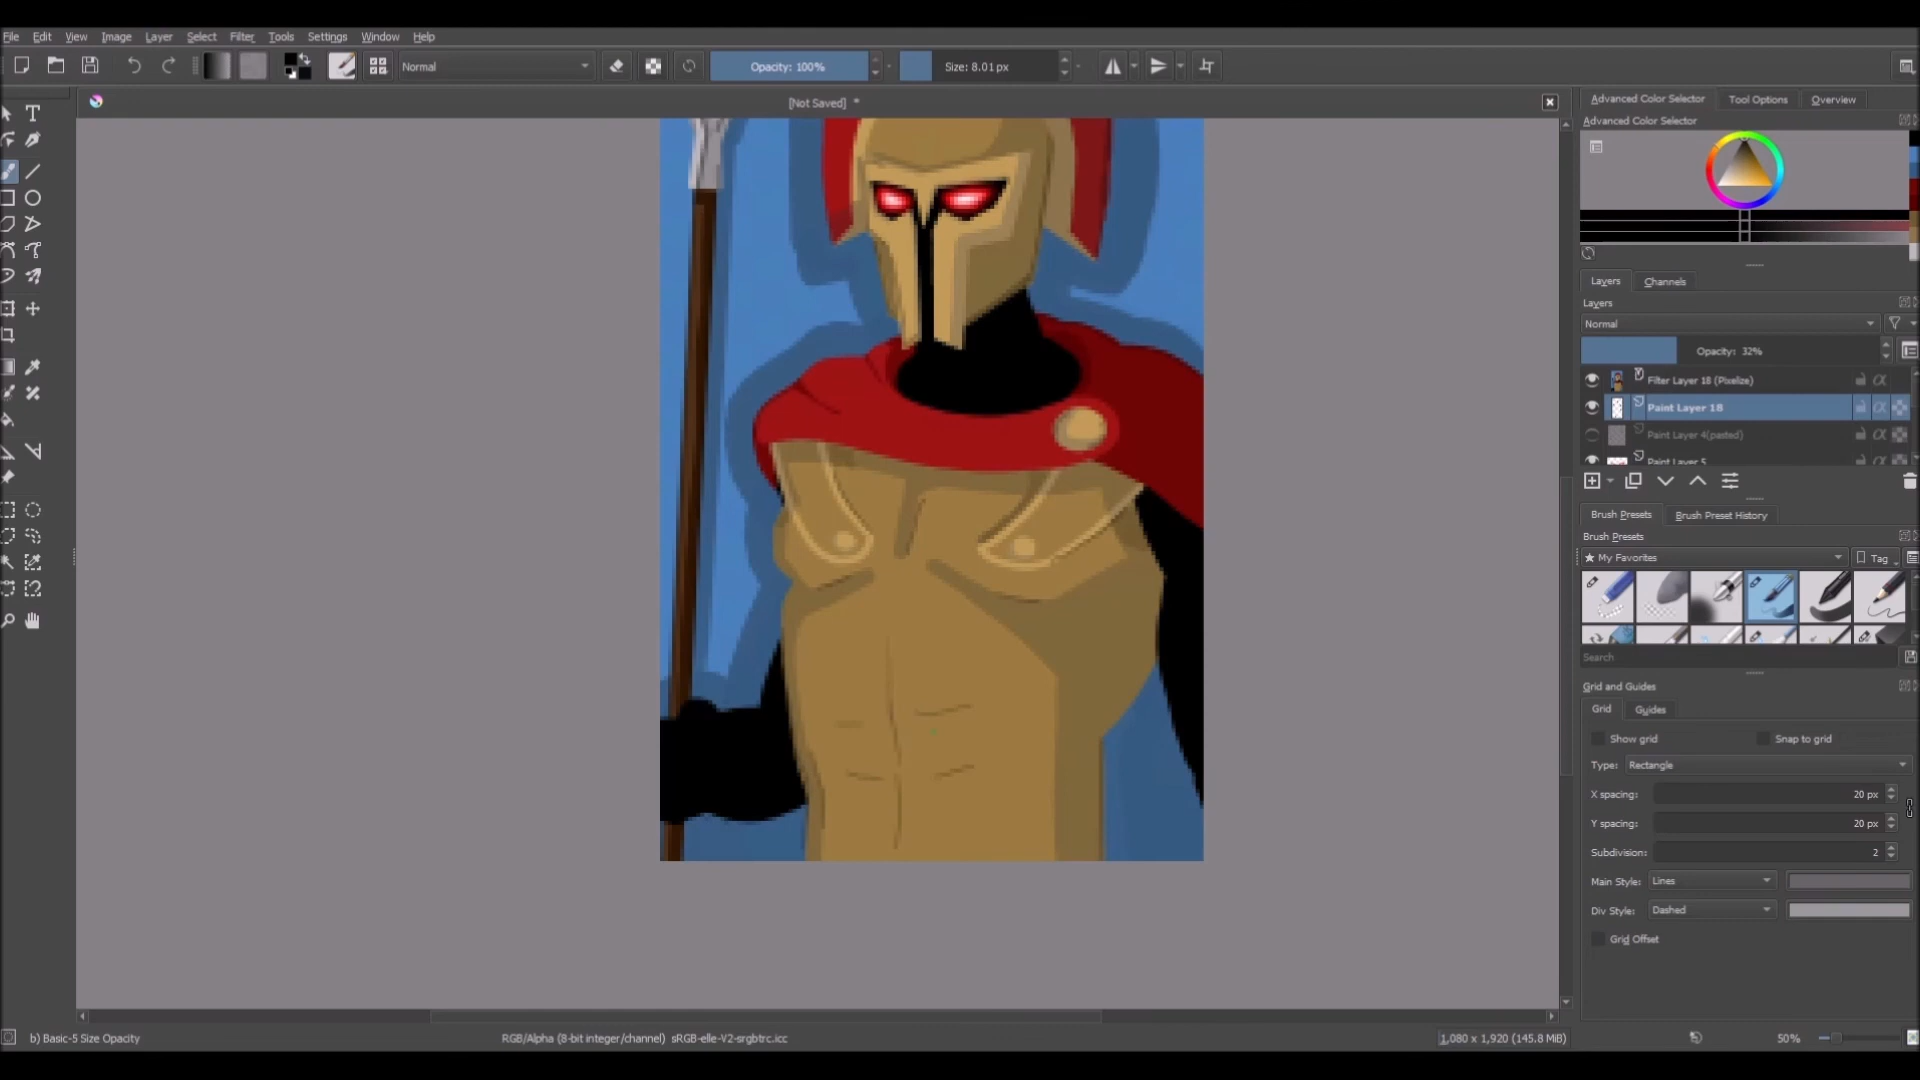 File Edit View Image Layer Select Filter Tools Settings Window Help
Normal Opacity: 100% Size: 8.01 px
[Not Saved] *
Advanced Color Selector Tool Options Overview
Advanced Color Selector
Layers Channels
Layers
Normal
Opacity: 32%
Filter Layer 18 (Pixelize)
Paint Layer 18
Paint Layer 4(pasted)
Paint Layer 5
Brush Presets Brush Preset History
Brush Presets
★ My Favorites Tag
Search
Grid and Guides
Grid Guides
Show grid Snap to grid
Type: Rectangle
X spacing: 20 px
Y spacing: 20 px
Subdivision: 2
Main Style: Lines
Div Style: Dashed
Grid Offset
b) Basic-5 Size Opacity RGB/Alpha (8-bit integer/channel) sRGB-elle-V2-srgbtrc.icc 1,080 x 1,920 (145.8 MiB) 50%